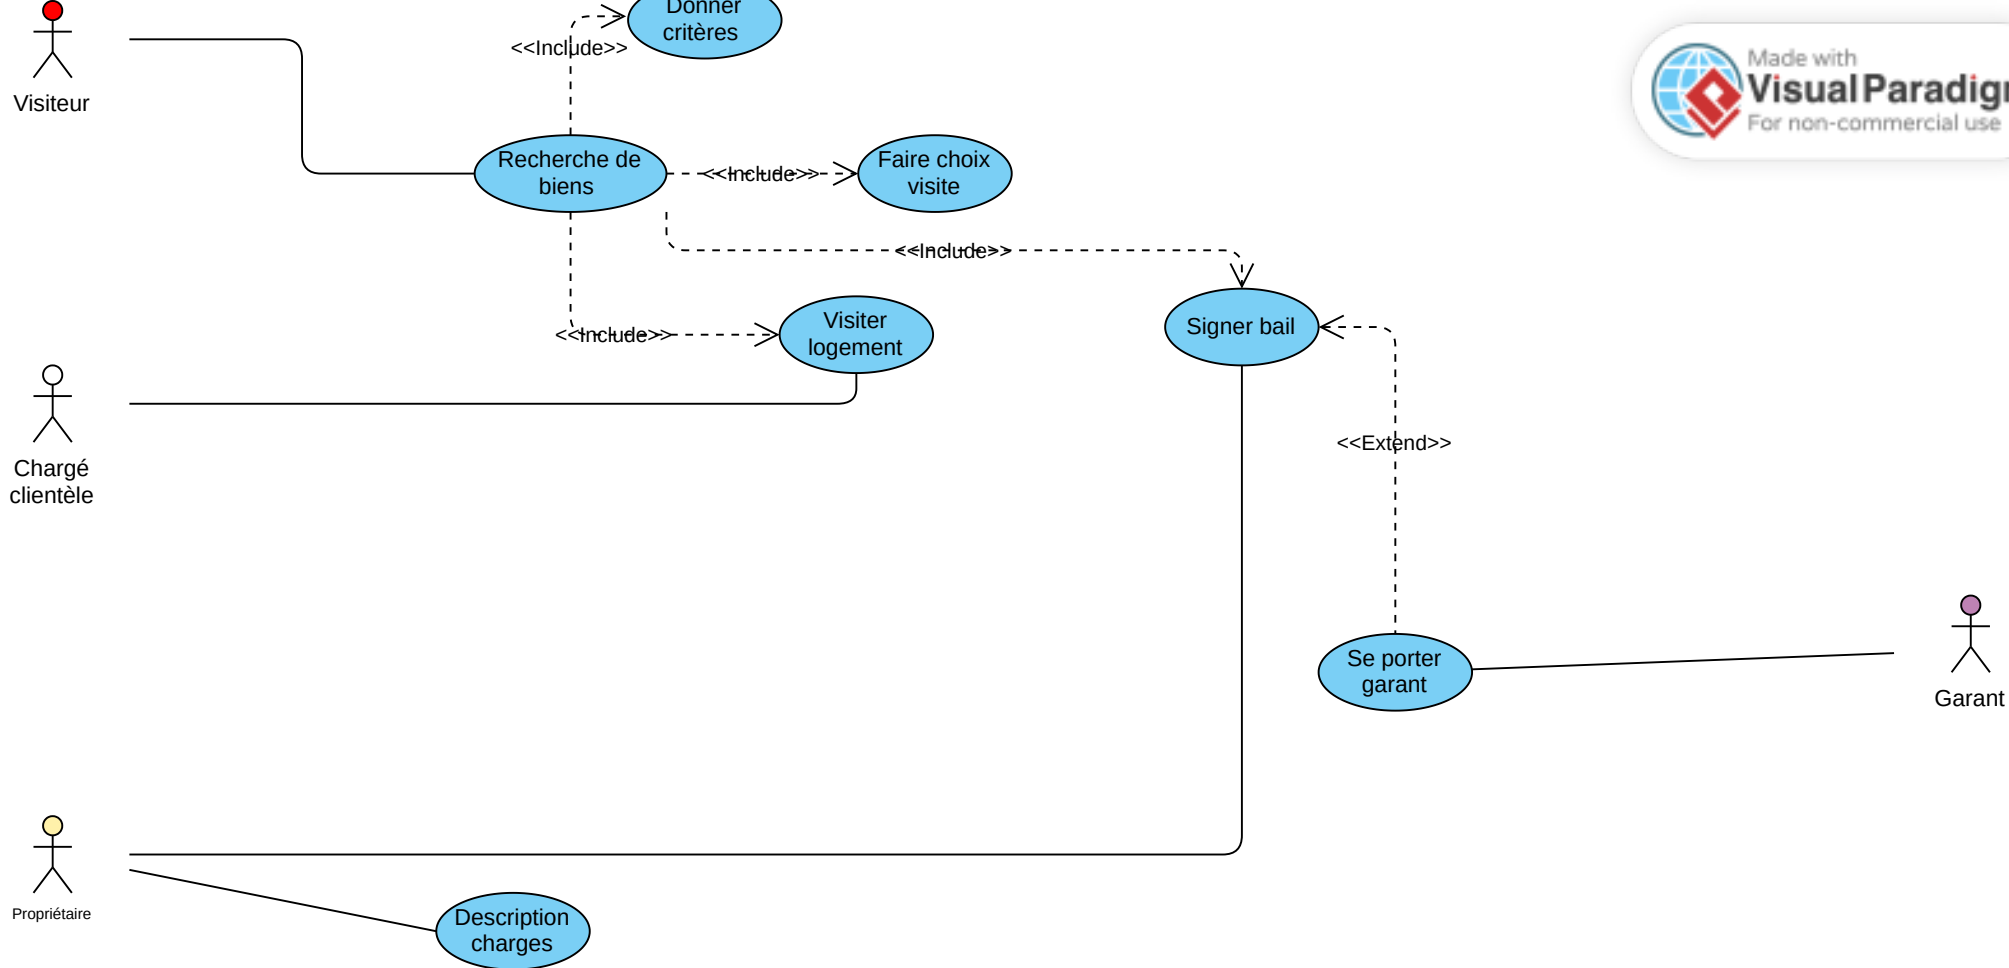 Donner
critères
<<Include>>
Visiteur
Made with
Visual Paradigm
For non-commercial use
Recherche de
biens
<<Include>>
Faire choix
visite
<<Include>>
<<Include>>
Visiter
logement
Signer bail
<<Extend>>
Chargé
clientèle
Se porter
garant
Garant
Propriétaire
Description
charges